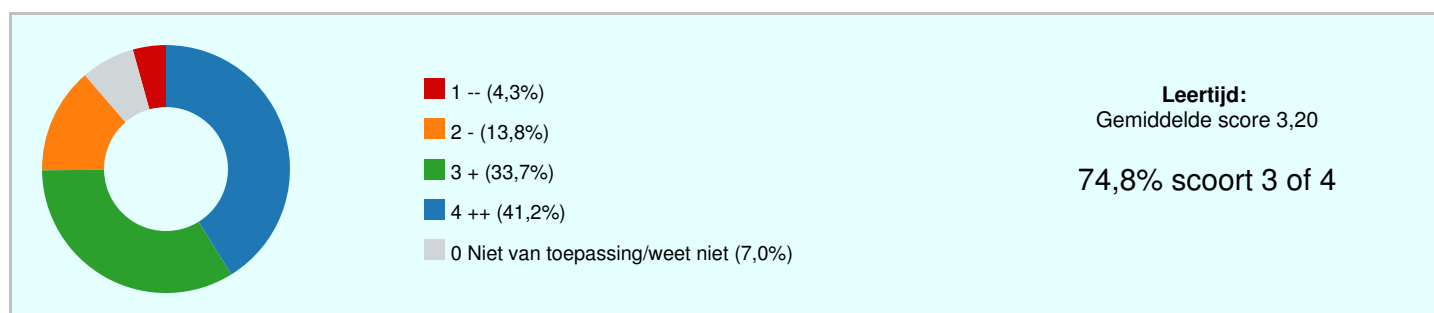 1 -- (4,3%)
2 - (13,8%)
3 + (33,7%)
4 ++ (41,2%)
0 Niet van toepassing/weet niet (7,0%)
Leertijd:
Gemiddelde score 3,20
74,8% scoort 3 of 4